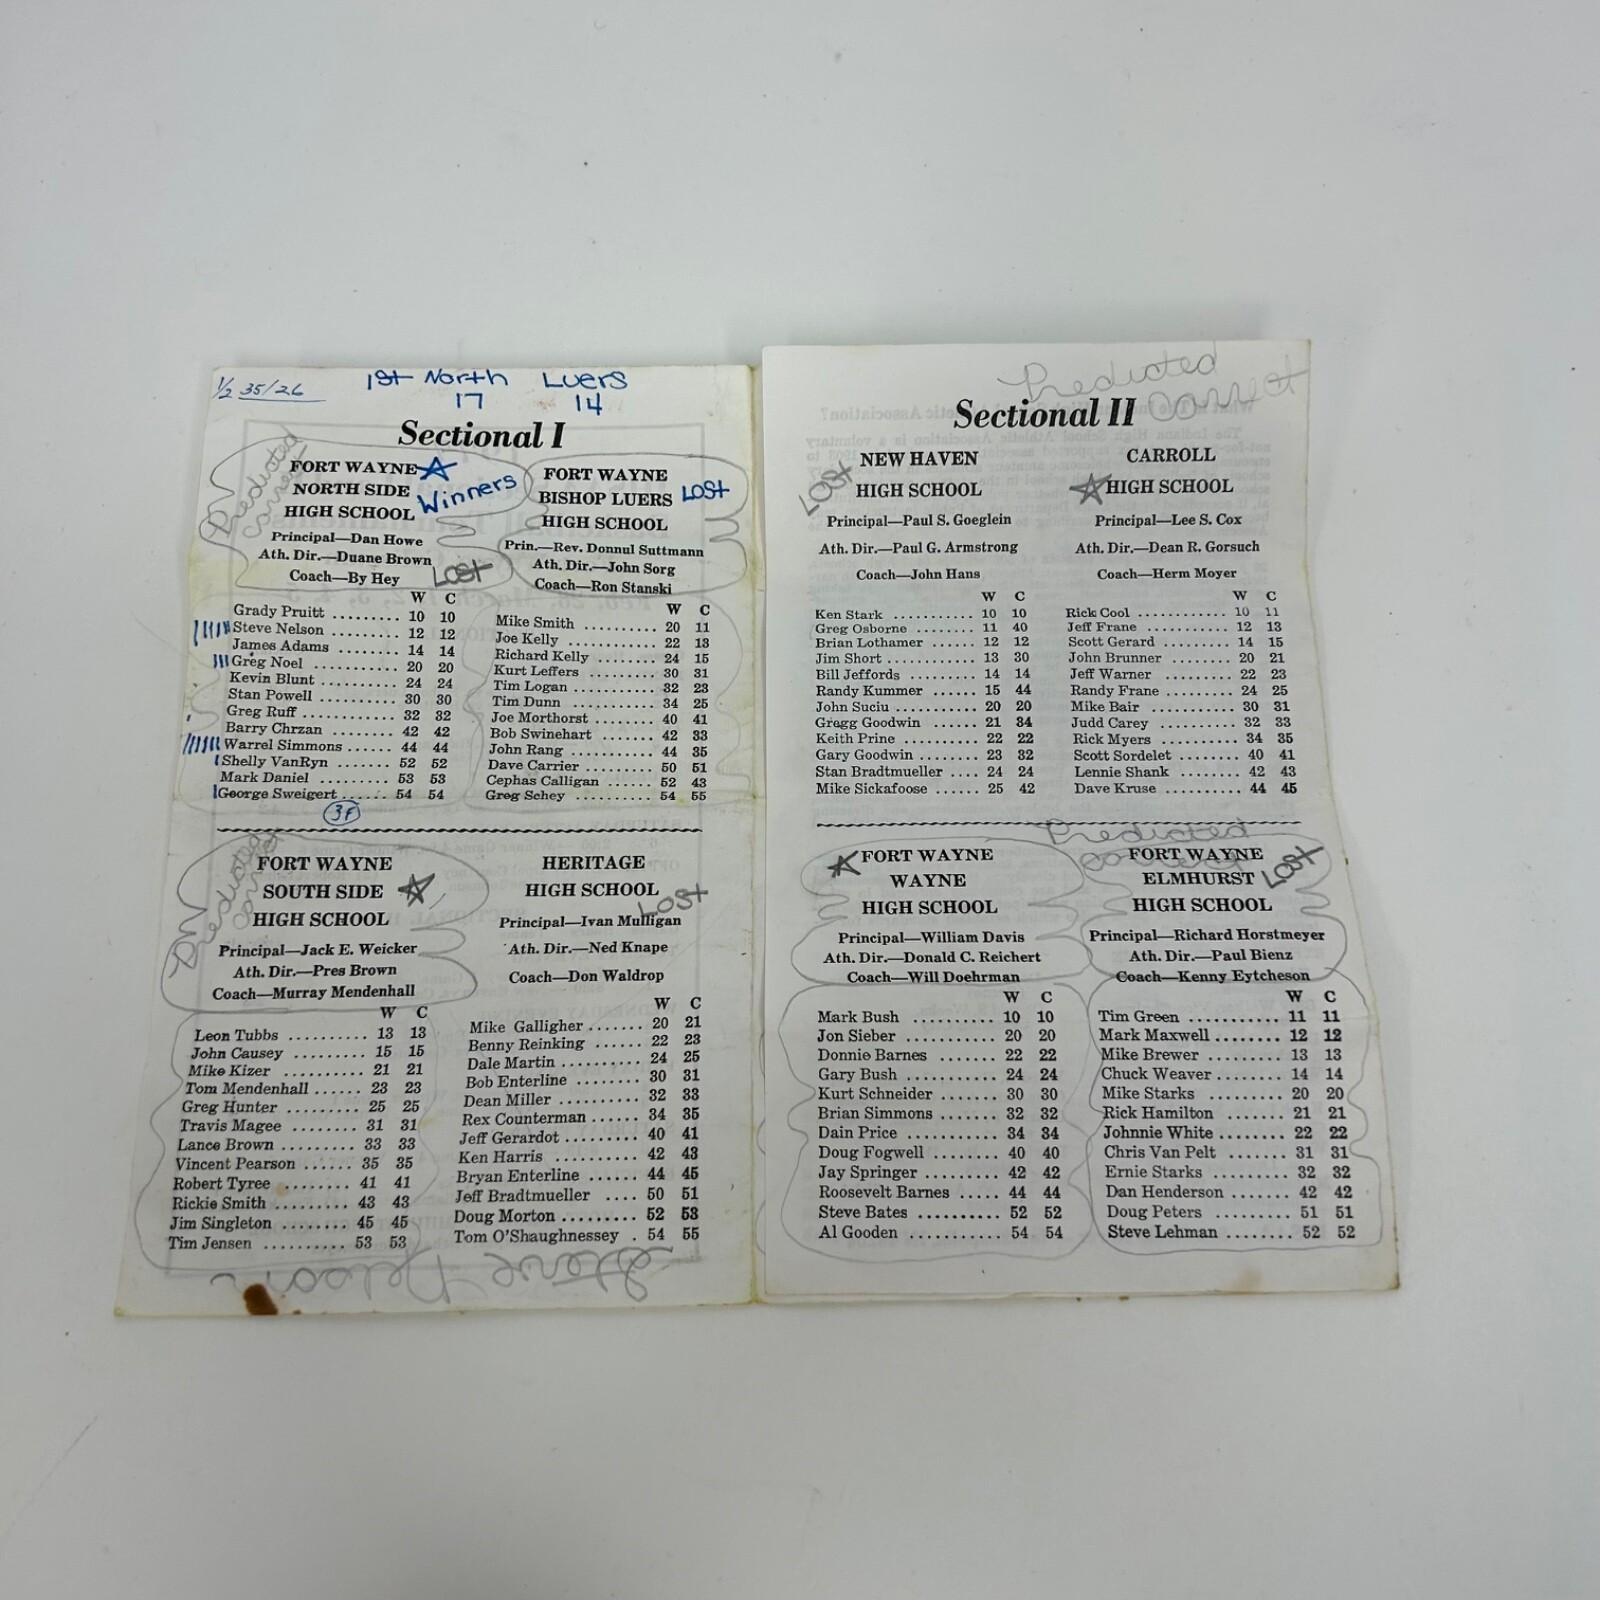 ½ 35/26
1st North Luers
17 14
Sectional I
Predicted
correct
FORT WAYNE
NORTH SIDE
HIGH SCHOOL
Winners
Principal—Dan Howe
Ath. Dir.—Duane Brown
Coach—By Hey
Lost
W C
Grady Pruitt ......... 10 10
Steve Nelson ......... 12 12
James Adams ........ 14 14
Greg Noel .......... 20 20
Kevin Blunt .......... 24 24
Stan Powell .......... 30 30
Greg Ruff ........... 32 32
Barry Chrzan ........ 42 42
Warrel Simmons ...... 44 44
Shelly VanRyn ....... 52 52
Mark Daniel ......... 53 53
George Sweigert ...... 54 54
3F
FORT WAYNE
BISHOP LUERS
HIGH SCHOOL
Lost
Prin.—Rev. Donnul Suttmann
Ath. Dir.—John Sorg
Coach—Ron Stanski
W C
Mike Smith .......... 20 11
Joe Kelly ............ 22 13
Richard Kelly ........ 24 15
Kurt Leffers ......... 30 31
Tim Logan ........... 32 23
Tim Dunn ........... 34 25
Joe Morthorst ........ 40 41
Bob Swinehart ....... 42 33
John Rang ........... 44 35
Dave Carrier ......... 50 51
Cephas Calligan ...... 52 43
Greg Schey .......... 54 55
Predicted
correct
FORT WAYNE
SOUTH SIDE
HIGH SCHOOL
Principal—Jack E. Weicker
Ath. Dir.—Pres Brown
Coach—Murray Mendenhall
W C
Leon Tubbs .......... 13 13
John Causey ......... 15 15
Mike Kizer .......... 21 21
Tom Mendenhall ...... 23 23
Greg Hunter ......... 25 25
Travis Magee ........ 31 31
Lance Brown ......... 33 33
Vincent Pearson ...... 35 35
Robert Tyree ........ 41 41
Rickie Smith ......... 43 43
Jim Singleton ........ 45 45
Tim Jensen .......... 53 53
HERITAGE
HIGH SCHOOL
Lost
Principal—Ivan Mulligan
Ath. Dir.—Ned Knape
Coach—Don Waldrop
W C
Mike Galligher ....... 20 21
Benny Reinking ...... 22 23
Dale Martin .......... 24 25
Bob Enterline ........ 30 31
Dean Miller .......... 32 33
Rex Counterman ...... 34 35
Jeff Gerardot ......... 40 41
Ken Harris .......... 42 43
Bryan Enterline ...... 44 45
Jeff Bradtmueller .... 50 51
Doug Morton ......... 52 53
Tom O'Shaughnessey . 54 55
Steve Nelson
Predicted
correct
Sectional II
NEW HAVEN
HIGH SCHOOL
Lost
Principal—Paul S. Goeglein
Ath. Dir.—Paul G. Armstrong
Coach—John Hans
W C
Ken Stark ........... 10 10
Greg Osborne ........ 11 40
Brian Lothamer ...... 12 12
Jim Short ............ 13 30
Bill Jeffords .......... 14 14
Randy Kummer ...... 15 44
John Suciu ........... 20 20
Gregg Goodwin ...... 21 34
Keith Prine .......... 22 22
Gary Goodwin ........ 23 32
Stan Bradtmueller .... 24 24
Mike Sickafoose ...... 25 42
CARROLL
HIGH SCHOOL
Principal—Lee S. Cox
Ath. Dir.—Dean R. Gorsuch
Coach—Herm Moyer
W C
Rick Cool ............ 10 11
Jeff Frane ........... 12 13
Scott Gerard ......... 14 15
John Brunner ........ 20 21
Jeff Warner .......... 22 23
Randy Frane ......... 24 25
Mike Bair ........... 30 31
Judd Carey .......... 32 33
Rick Myers .......... 34 35
Scott Sordelet ........ 40 41
Lennie Shank ........ 42 43
Dave Kruse .......... 44 45
Predicted
correct
FORT WAYNE
WAYNE
HIGH SCHOOL
Principal—William Davis
Ath. Dir.—Donald C. Reichert
Coach—Will Doehrman
W C
Mark Bush .......... 10 10
Jon Sieber ........... 20 20
Donnie Barnes ....... 22 22
Gary Bush ........... 24 24
Kurt Schneider ....... 30 30
Brian Simmons ....... 32 32
Dain Price ........... 34 34
Doug Fogwell ........ 40 40
Jay Springer ......... 42 42
Roosevelt Barnes ..... 44 44
Steve Bates .......... 52 52
Al Gooden ........... 54 54
FORT WAYNE
ELMHURST
HIGH SCHOOL
Lost
Principal—Richard Horstmeyer
Ath. Dir.—Paul Bienz
Coach—Kenny Eytcheson
W C
Tim Green ........... 11 11
Mark Maxwell ........ 12 12
Mike Brewer ......... 13 13
Chuck Weaver ........ 14 14
Mike Starks .......... 20 20
Rick Hamilton ....... 21 21
Johnnie White ........ 22 22
Chris Van Pelt ....... 31 31
Ernie Starks ......... 32 32
Dan Henderson ....... 42 42
Doug Peters ......... 51 51
Steve Lehman ........ 52 52